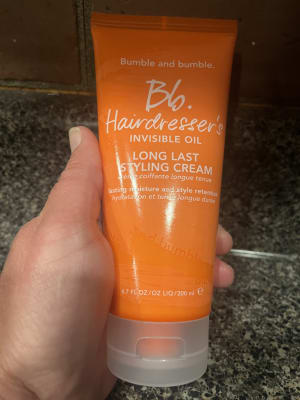 Bumble and bumble.
Bb.
Hairdresser's
INVISIBLE OIL
LONG LAST
STYLING CREAM
Crème coiffante longue tenue
lasting moisture and style retention
hydratation et tenue longue durée
6.7 FL OZ/OZ LIQ/200 ml ℮